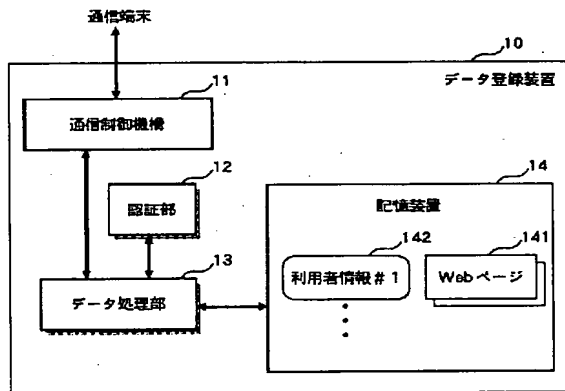 通信端末
10
データ登録装置
11
通信制御機構
12
認証部
13
データ処理部
14
記憶装置
142
利用者情報#1
141
Webページ